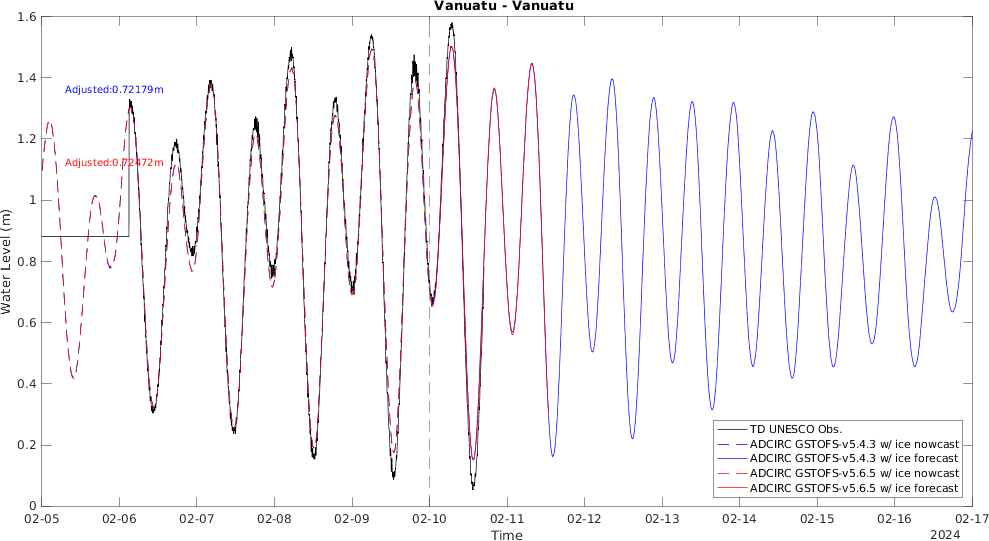 Vanuatu - Vanuatu
1.6
1.4
1.2
1
0.8
0.6
0.4
0.2
0
Water Level (m)
Adjusted:0.72179m
Adjusted:0.72472m
TD UNESCO Obs.
ADCIRC GSTOFS-v5.4.3 w/ ice nowcast
ADCIRC GSTOFS-v5.4.3 w/ ice forecast
ADCIRC GSTOFS-v5.6.5 w/ ice nowcast
ADCIRC GSTOFS-v5.6.5 w/ ice forecast
02-05 02-06 02-07 02-08 02-09 02-10 02-11 02-12 02-13 02-14 02-15 02-16 02-17
Time
2024